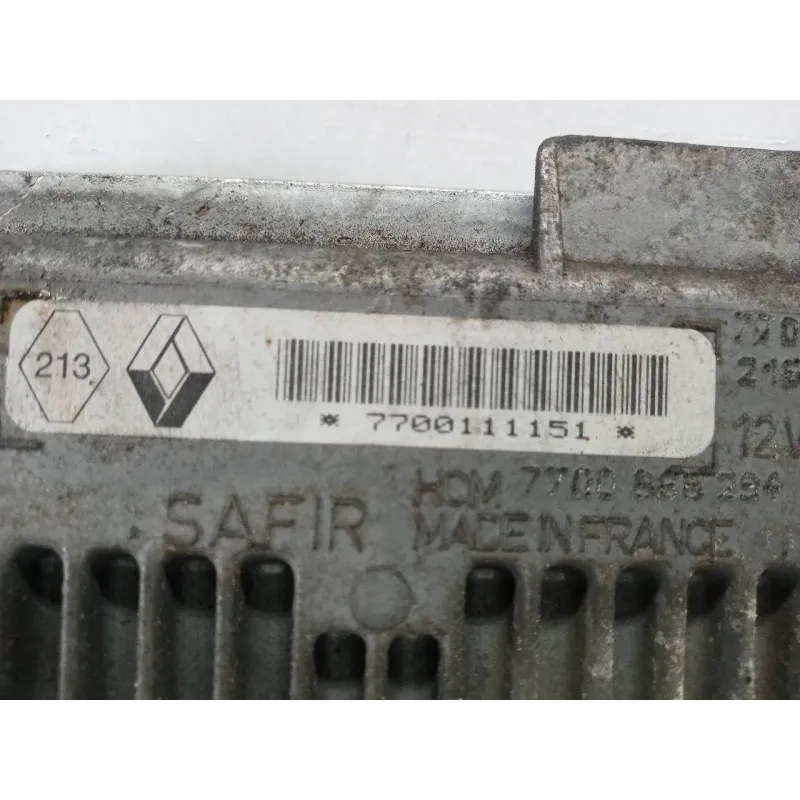 213
* 7700111151 *
12V
HOM 7700 868 294
SAFIR
MADE IN FRANCE